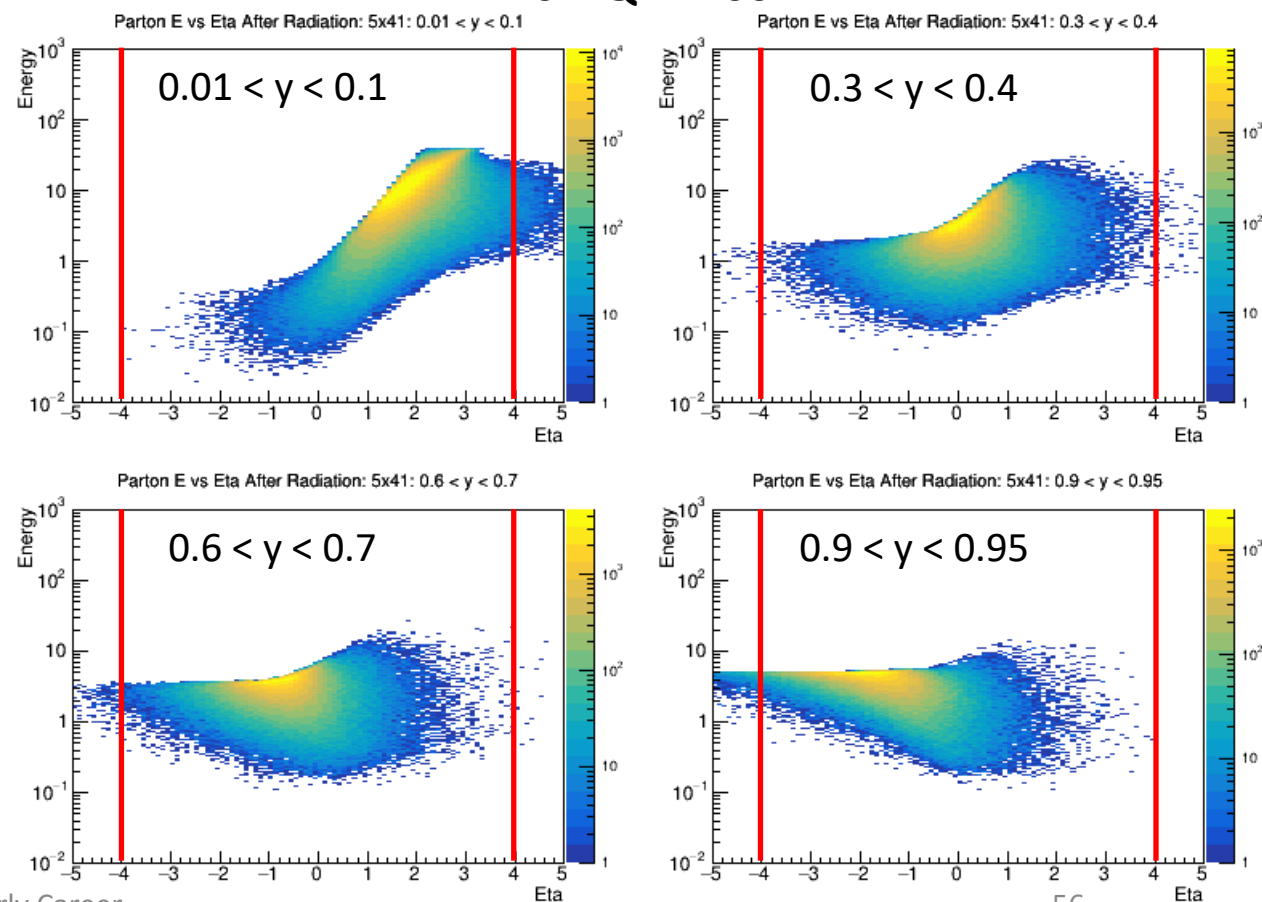 Parton E vs Eta After Radiation: 5x41: 0.01 < y < 0.1
Energy
10³
10²
10
1
10⁻¹
10⁻²
0.01 < y < 0.1
−5 −4 −3 −2 −1 0 1 2 3 4 5
Eta
10⁴
10³
10²
10
1
Parton E vs Eta After Radiation: 5x41: 0.3 < y < 0.4
Energy
10³
10²
10
1
10⁻¹
10⁻²
0.3 < y < 0.4
−5 −4 −3 −2 −1 0 1 2 3 4 5
Eta
10³
10²
10
1
Parton E vs Eta After Radiation: 5x41: 0.6 < y < 0.7
Energy
10³
10²
10
1
10⁻¹
10⁻²
0.6 < y < 0.7
−5 −4 −3 −2 −1 0 1 2 3 4 5
Eta
10³
10²
10
1
Parton E vs Eta After Radiation: 5x41: 0.9 < y < 0.95
Energy
10³
10²
10
1
10⁻¹
10⁻²
0.9 < y < 0.95
−5 −4 −3 −2 −1 0 1 2 3 4 5
Eta
10³
10²
10
1
Career